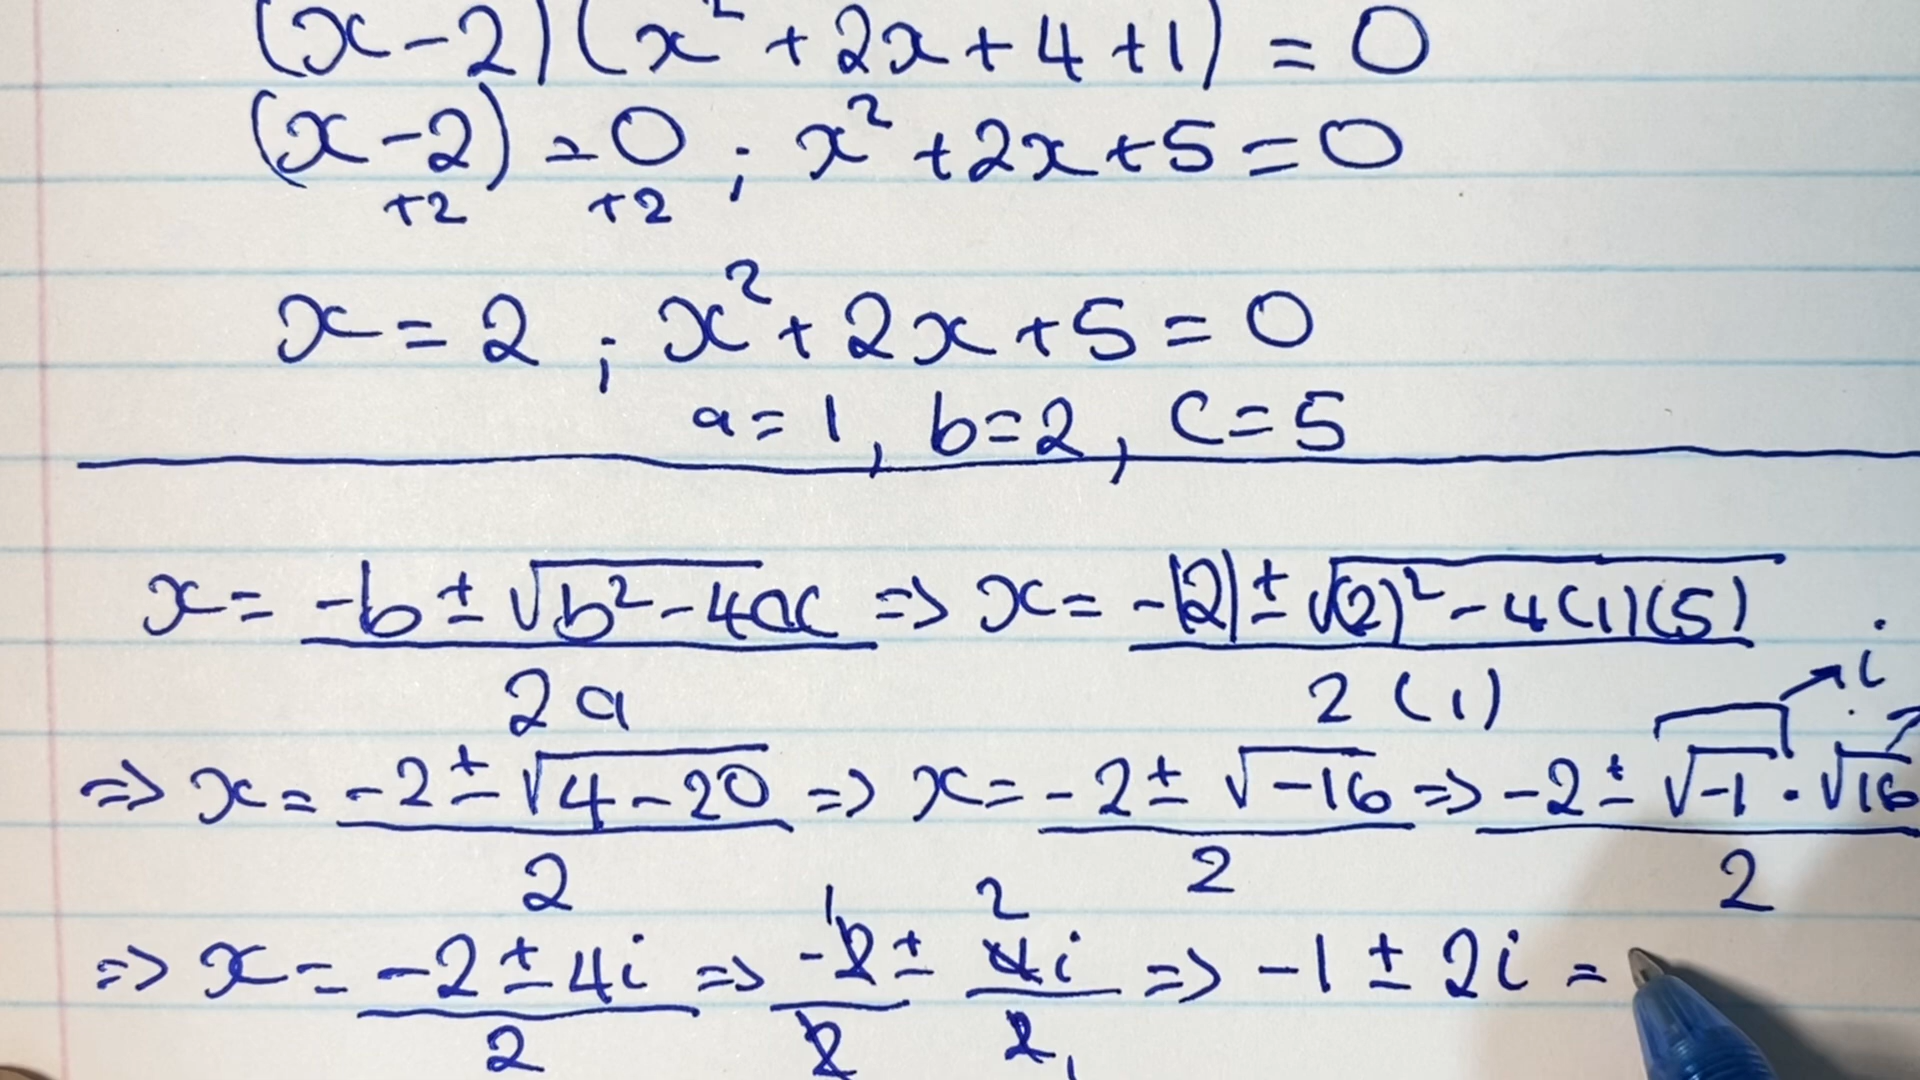 (x-2)(x²+2x+4+1)=0
(x-2)=0 ; x²+2x+5=0
+2 +2
x=2 ; x²+2x+5=0
a=1, b=2, c=5
x= -b±√b²-4ac / 2a => x= -(2)±√(2)²-4(1)(5) / 2(1)
i
=> x= -2±√4-20 / 2 => x= -2±√-16 / 2 => -2±√-1·√16 / 2
1 2
=> x= -2±4i / 2 => -2 / 2 ± 4i / 2 => -1±2i =
1